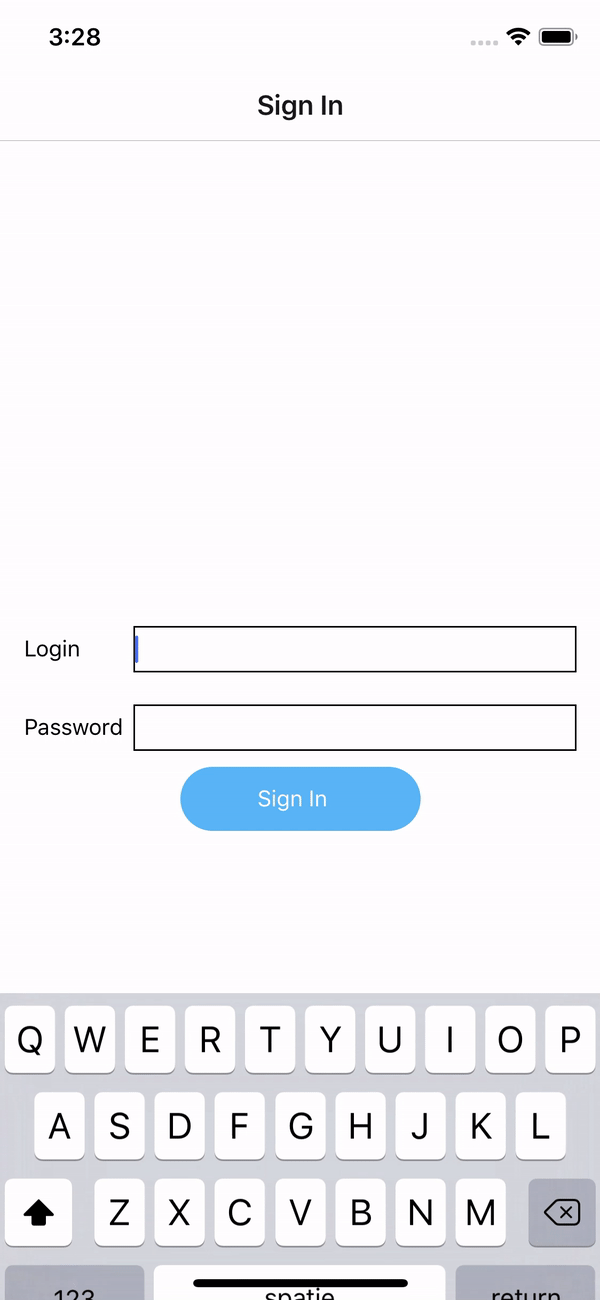 3:28
Sign In
Login
Password
Sign In
Q W E R T Y U I O P
A S D F G H J K L
Z X C V B N M
123 spatie return